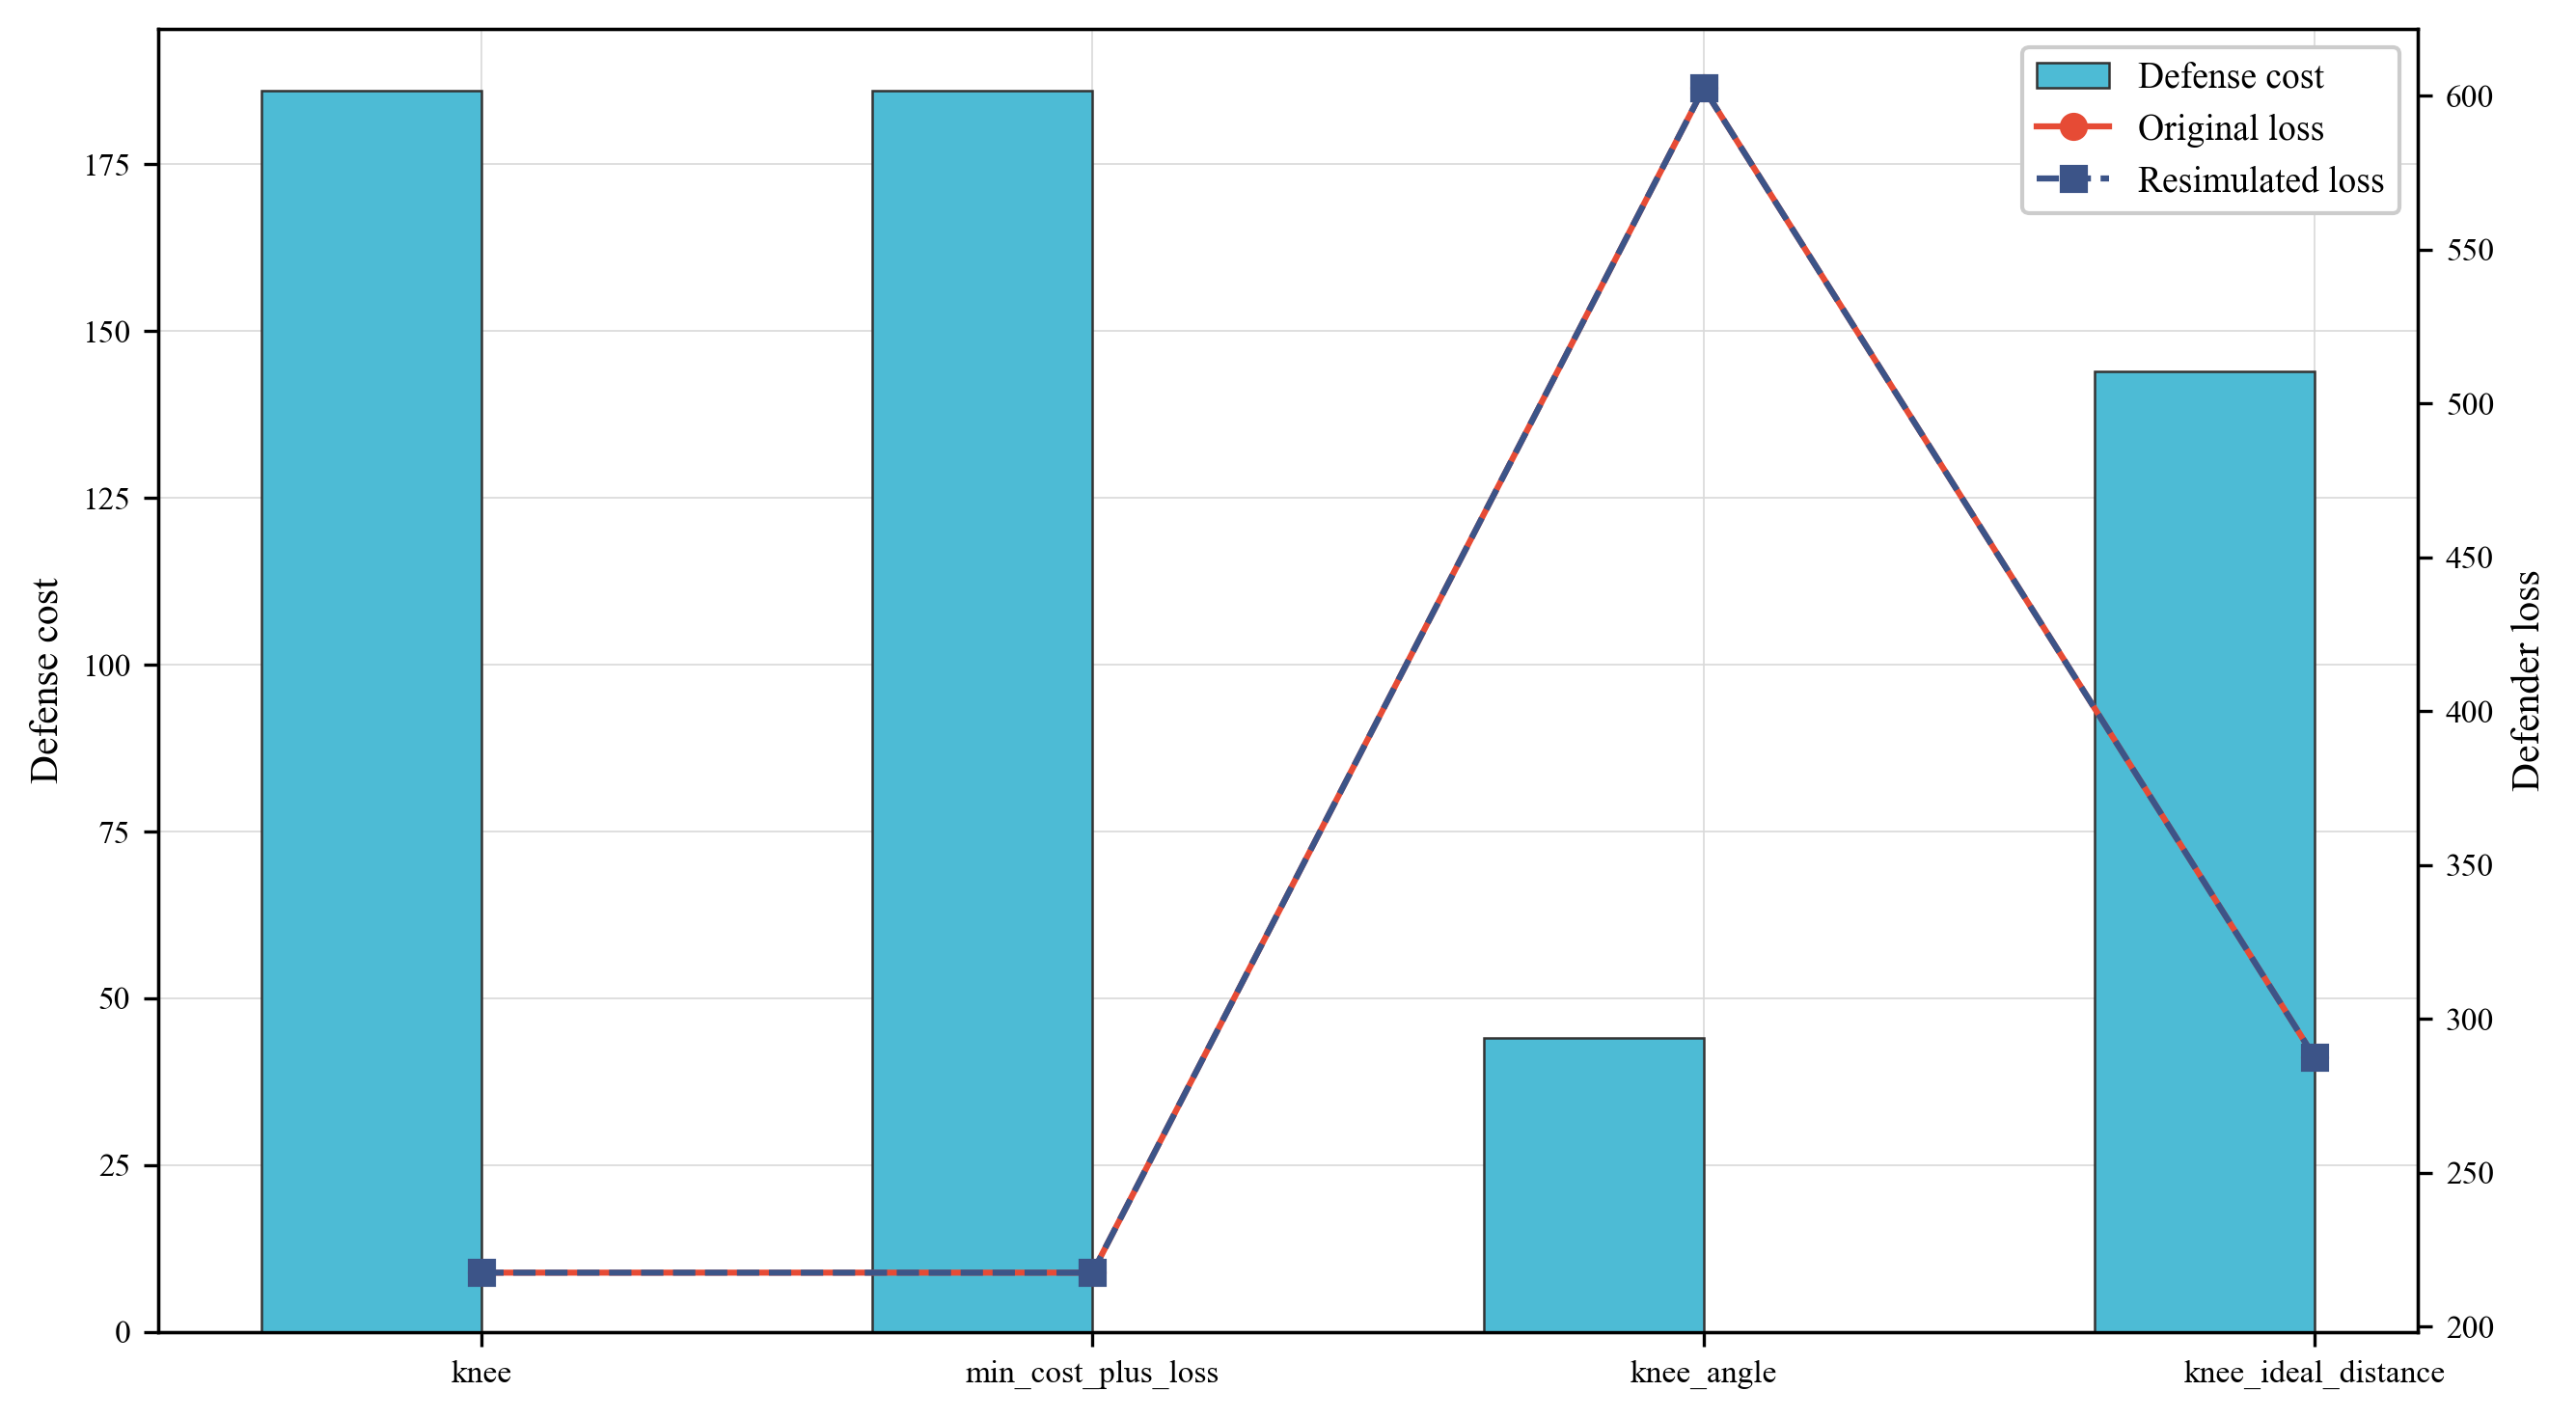 Defense cost
Original loss
Resimulated loss
175
150
125
100
75
50
25
0
Defense cost
600
550
500
450
400
350
300
250
200
Defender loss
knee
min_cost_plus_loss
knee_angle
knee_ideal_distance